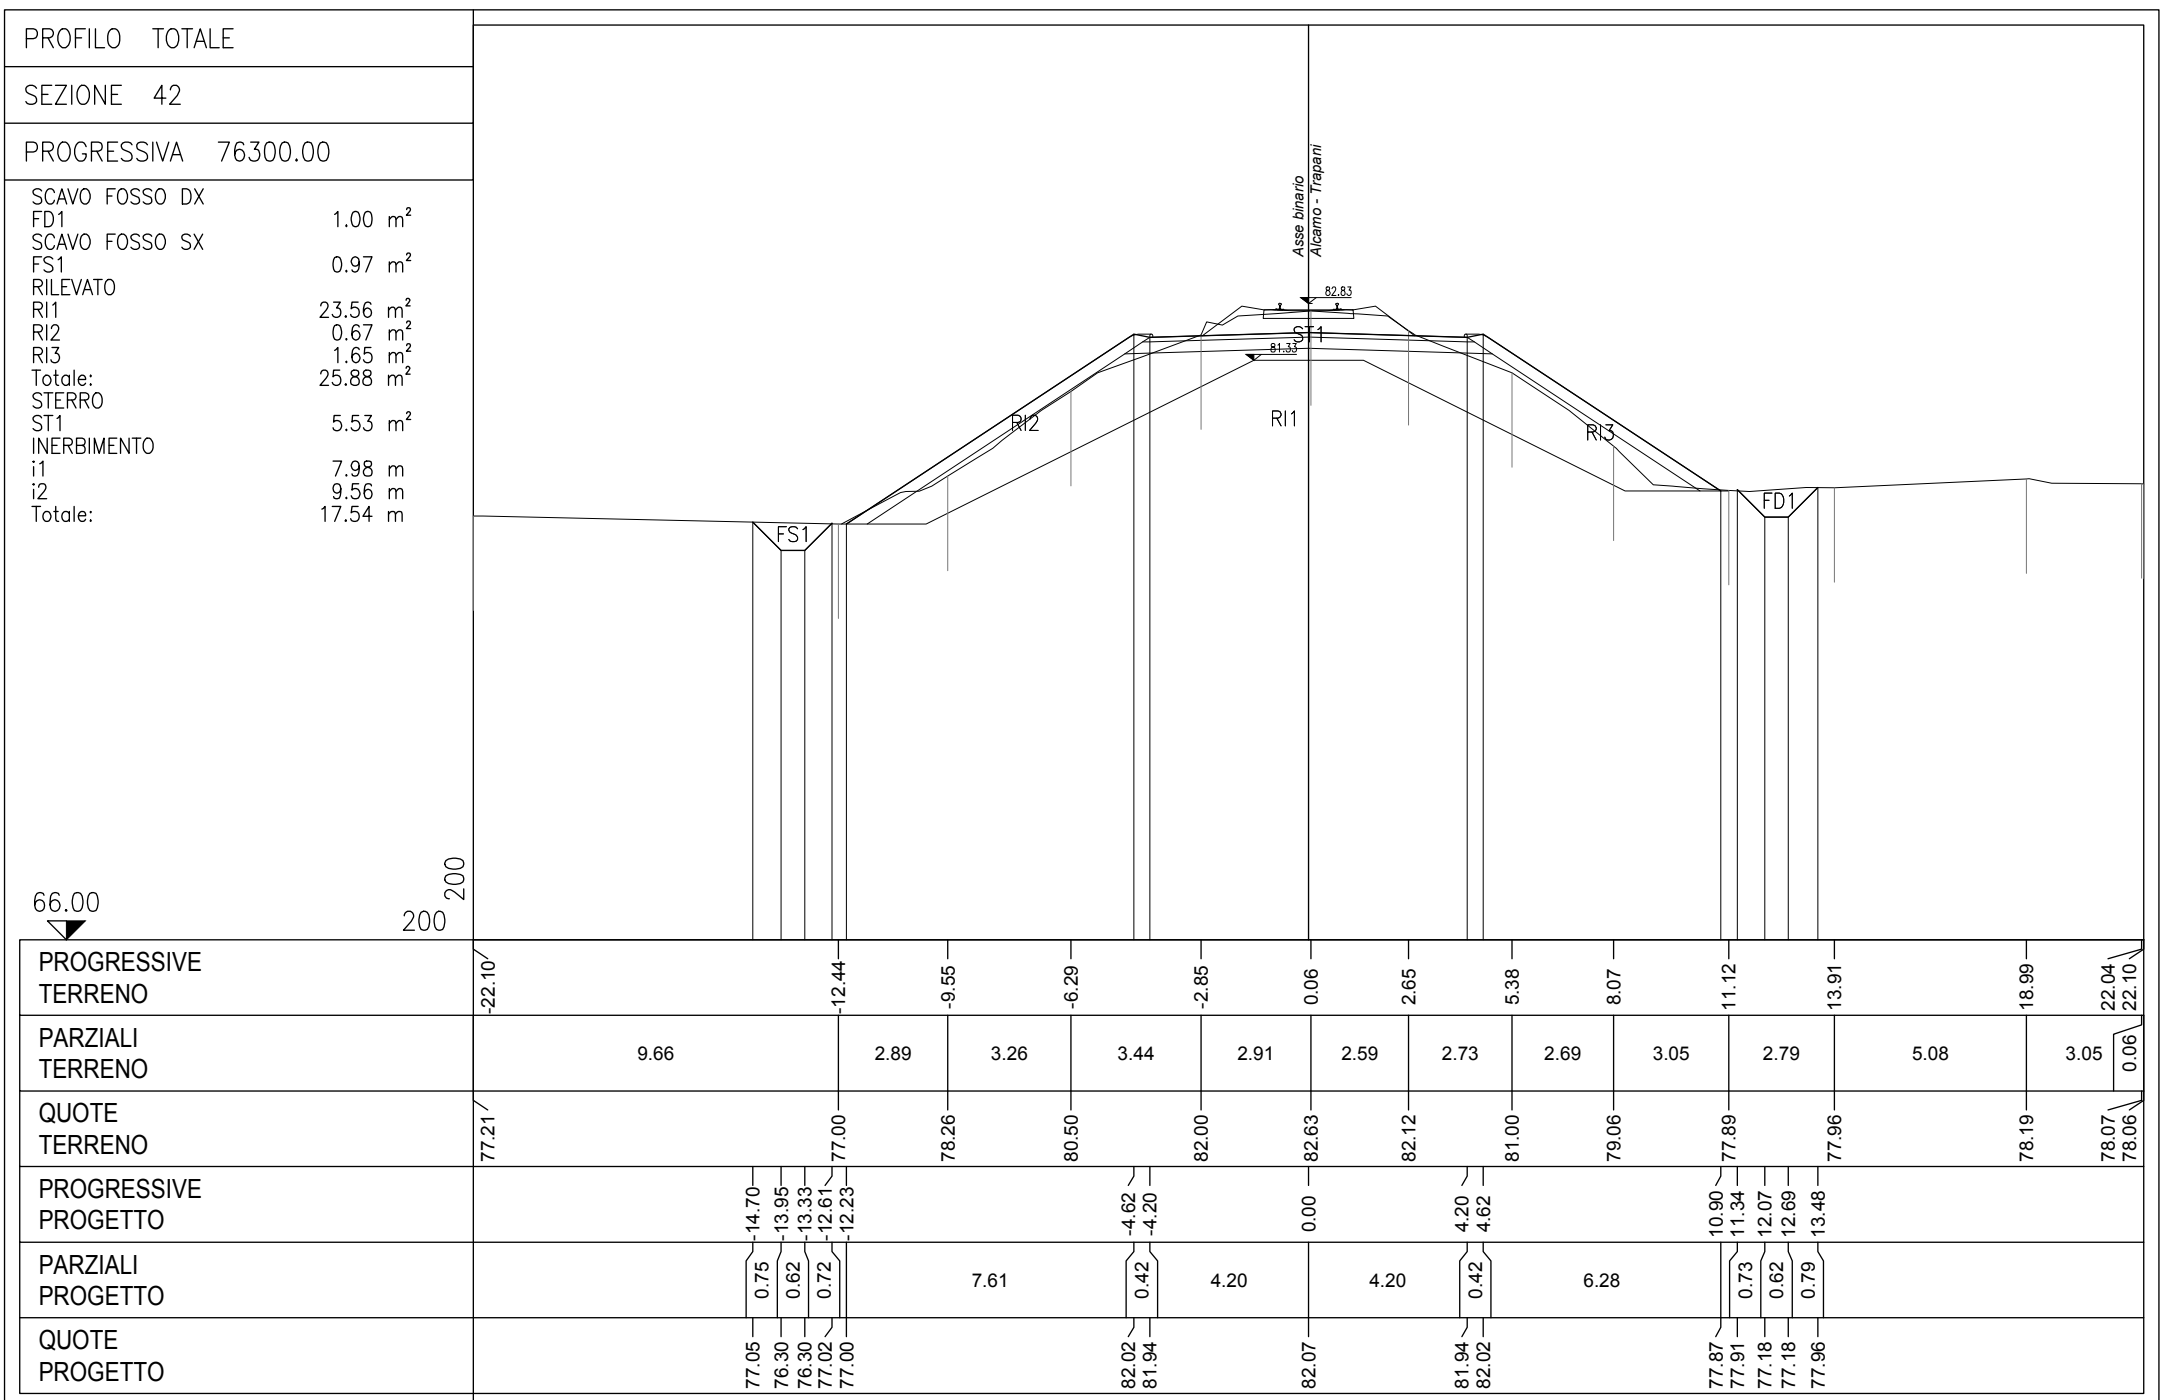 PROFILO TOTALE
SEZIONE 42
PROGRESSIVA 76300.00
SCAVO FOSSO DX
FD1 1.00 m²
SCAVO FOSSO SX
FS1 0.97 m²
RILEVATO
RI1 23.56 m²
RI2 0.67 m²
RI3 1.65 m²
Totale: 25.88 m²
STERRO
ST1 5.53 m²
INERBIMENTO
i1 7.98 m
i2 9.56 m
Totale: 17.54 m
Asse binario
Alcamo - Trapani
82.83
ST1
81.33
RI1
RI2
RI3
FD1
FS1
200
66.00
200
PROGRESSIVE
TERRENO
-22.10 -12.44 -9.55 -6.29 -2.85 0.06 2.65 5.38 8.07 11.12 13.91 18.99 22.04 22.10
PARZIALI
TERRENO
9.66 2.89 3.26 3.44 2.91 2.59 2.73 2.69 3.05 2.79 5.08 3.05 0.06
QUOTE
TERRENO
77.21 77.00 78.26 80.50 82.00 82.63 82.12 81.00 79.06 77.89 77.96 78.19 78.07 78.06
PROGRESSIVE
PROGETTO
-14.70 -13.95 -13.33 -12.61 -12.23 -4.62 -4.20 0.00 4.20 4.62 10.90 11.34 12.07 12.69 13.48
PARZIALI
PROGETTO
0.75 0.62 0.72 7.61 0.42 4.20 4.20 0.42 6.28 0.73 0.62 0.79
QUOTE
PROGETTO
77.05 76.30 76.30 77.02 77.00 82.02 81.94 82.07 81.94 82.02 77.87 77.91 77.18 77.18 77.96